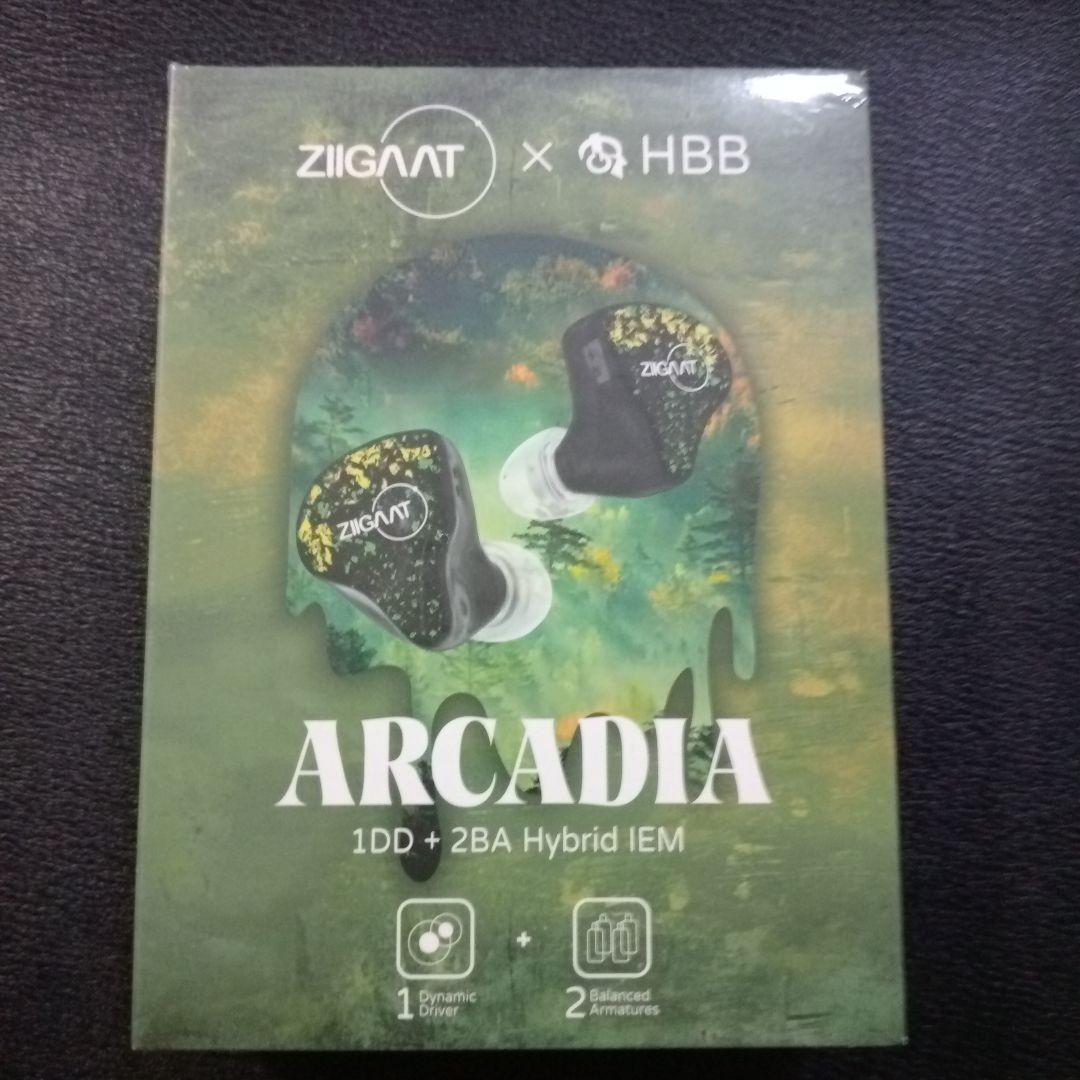 ZIIGAAT × HBB
ZIIGAAT
ZIIGAAT
ARCADIA
1DD + 2BA Hybrid IEM
+
1 Dynamic Driver
2 Balanced Armatures